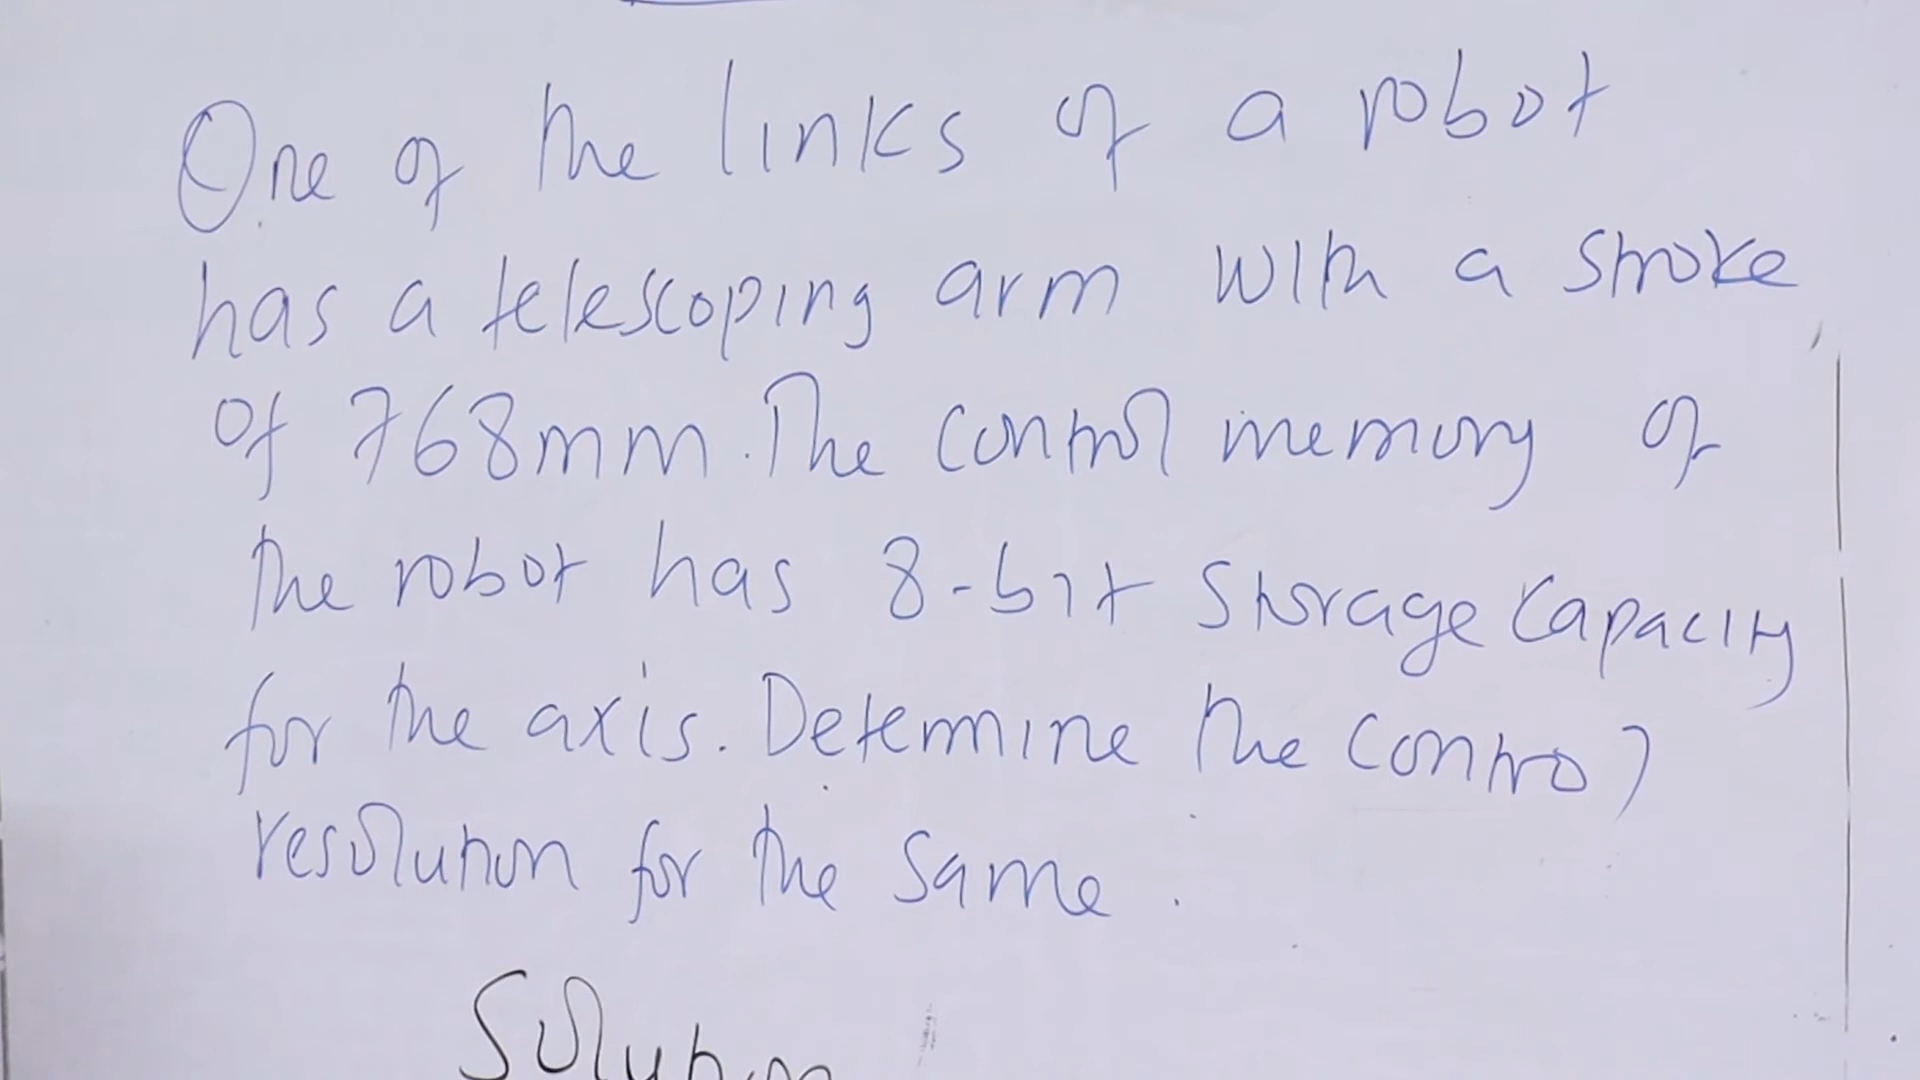 One of the links of a robot
has a telescoping arm with a stroke
of 768mm. The control memory of
the robot has 8-bit storage capacity
for the axis. Determine the control
resolution for the same.
Solution